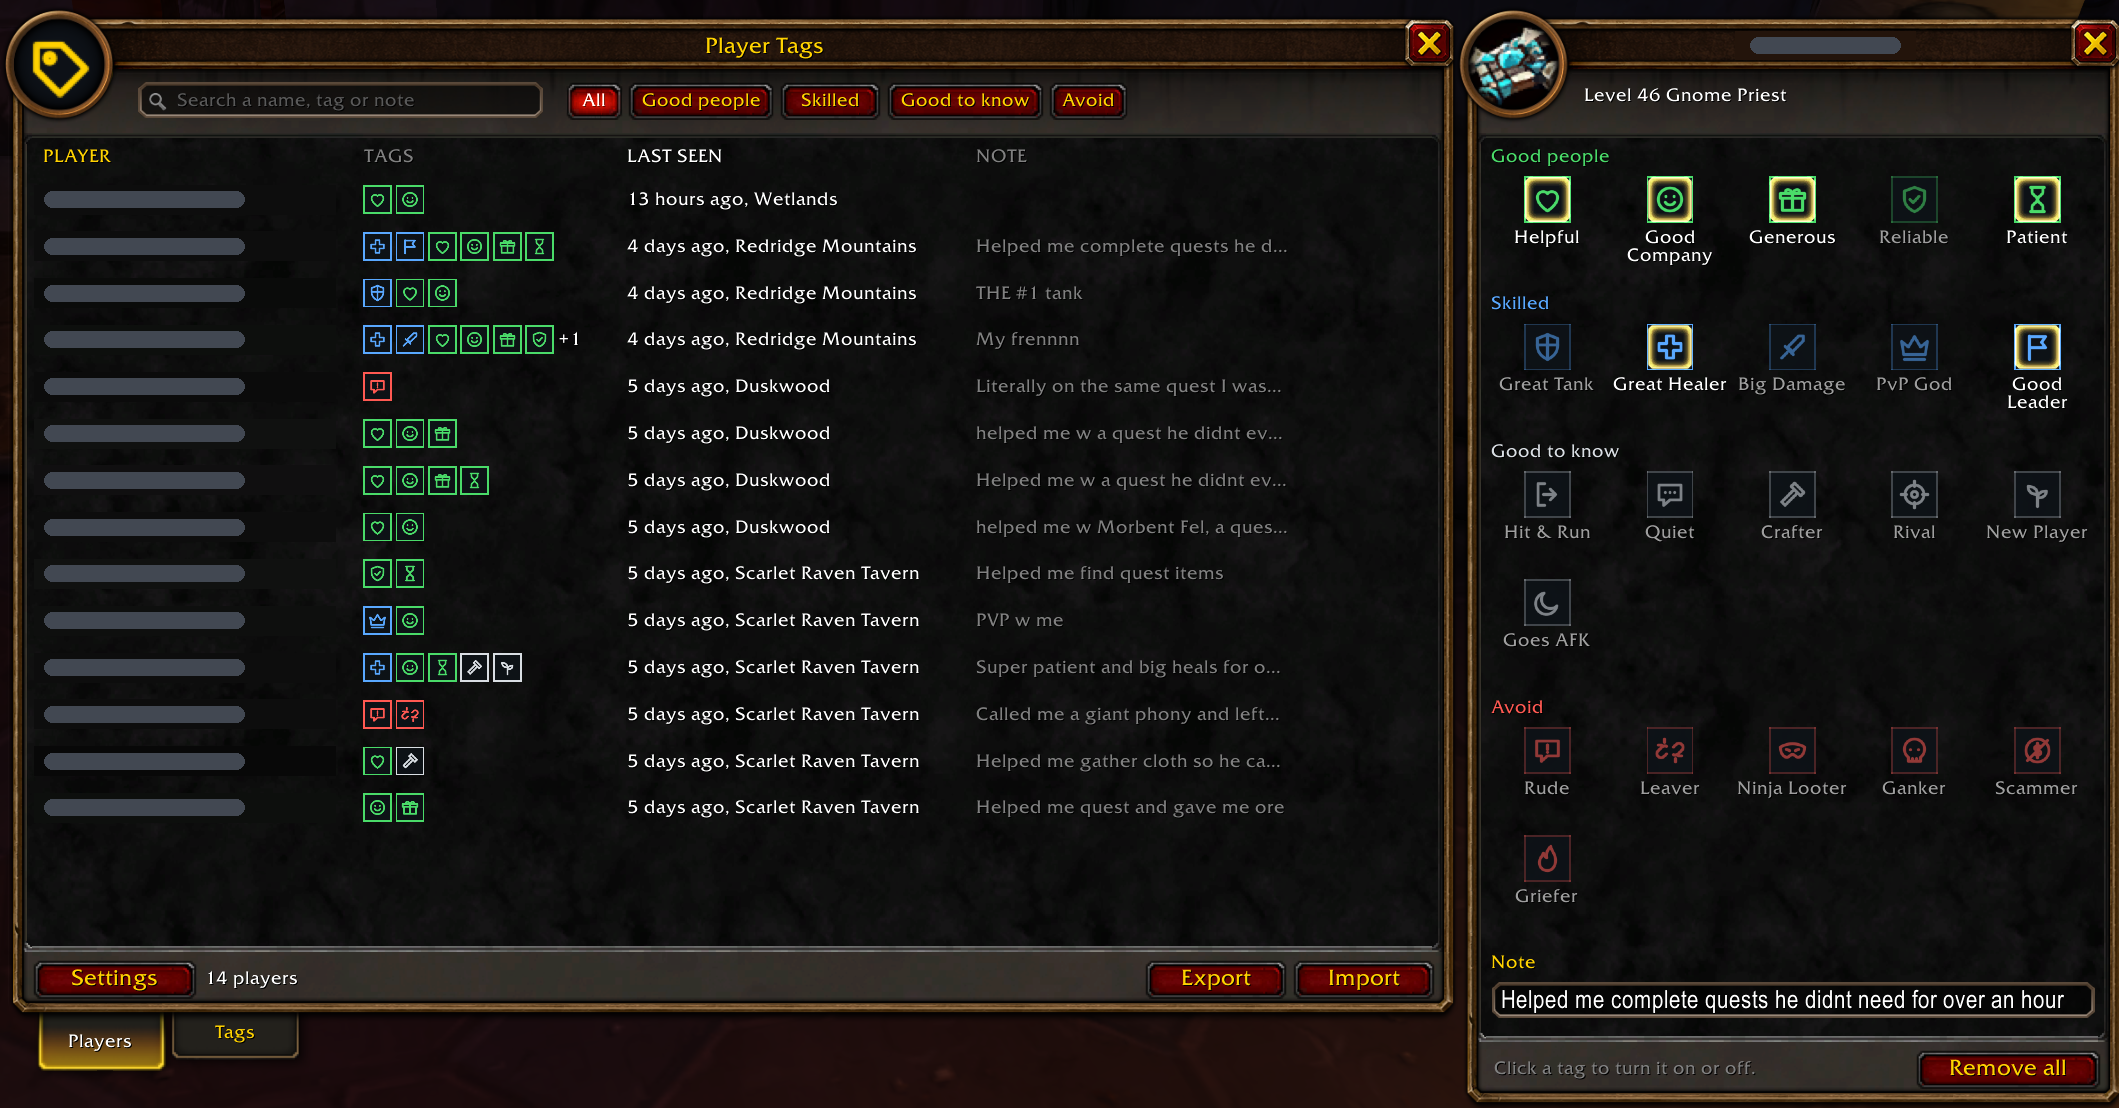 Player Tags
Search a name, tag or note
All Good people Skilled Good to know Avoid
PLAYER TAGS LAST SEEN NOTE
13 hours ago, Wetlands
4 days ago, Redridge Mountains Helped me complete quests he d...
4 days ago, Redridge Mountains THE #1 tank
+1 4 days ago, Redridge Mountains My frennnn
5 days ago, Duskwood Literally on the same quest I was...
5 days ago, Duskwood helped me w a quest he didnt ev...
5 days ago, Duskwood Helped me w a quest he didnt ev...
5 days ago, Duskwood helped me w Morbent Fel, a ques...
5 days ago, Scarlet Raven Tavern Helped me find quest items
5 days ago, Scarlet Raven Tavern PVP w me
5 days ago, Scarlet Raven Tavern Super patient and big heals for o...
5 days ago, Scarlet Raven Tavern Called me a giant phony and left...
5 days ago, Scarlet Raven Tavern Helped me gather cloth so he ca...
5 days ago, Scarlet Raven Tavern Helped me quest and gave me ore
Settings 14 players Export Import
Players Tags
Level 46 Gnome Priest
Good people
Helpful Good Company Generous Reliable Patient
Skilled
Great Tank Great Healer Big Damage PvP God Good Leader
Good to know
Hit & Run Quiet Crafter Rival New Player
Goes AFK
Avoid
Rude Leaver Ninja Looter Ganker Scammer
Griefer
Note
Helped me complete quests he didnt need for over an hour
Click a tag to turn it on or off. Remove all